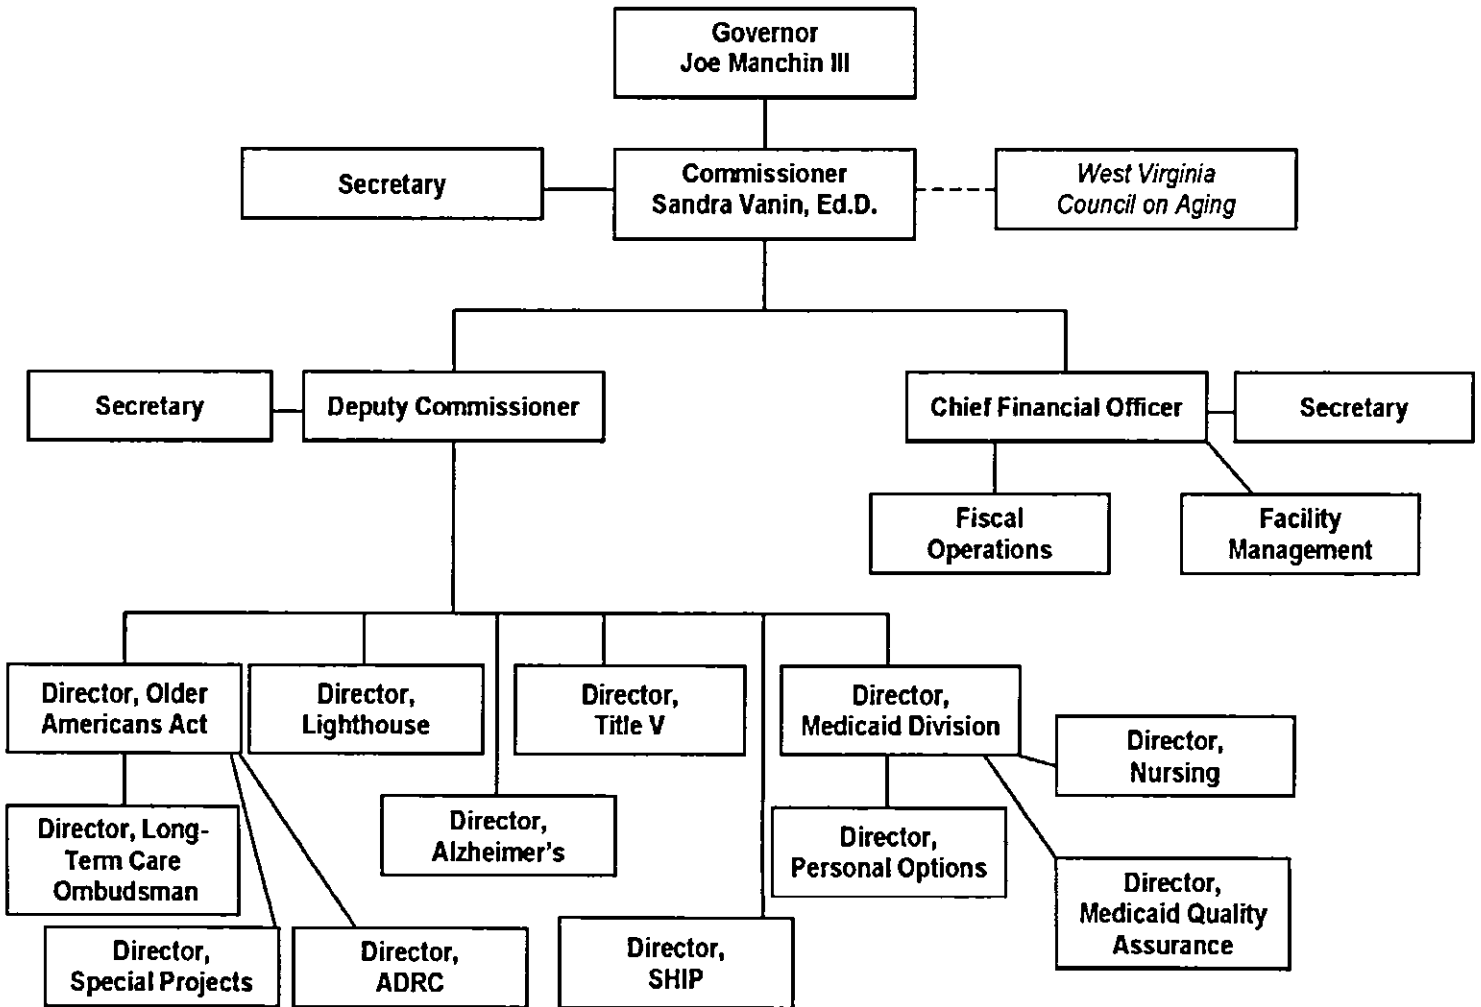 Governor
Joe Manchin III
Secretary
Commissioner
Sandra Vanin, Ed.D.
West Virginia
Council on Aging
Secretary
Deputy Commissioner
Chief Financial Officer
Secretary
Fiscal
Operations
Facility
Management
Director, Older
Americans Act
Director,
Lighthouse
Director,
Title V
Director,
Medicaid Division
Director,
Nursing
Director, Long-
Term Care
Ombudsman
Director,
Alzheimer's
Director,
Personal Options
Director,
Medicaid Quality
Assurance
Director,
Special Projects
Director,
ADRC
Director,
SHIP